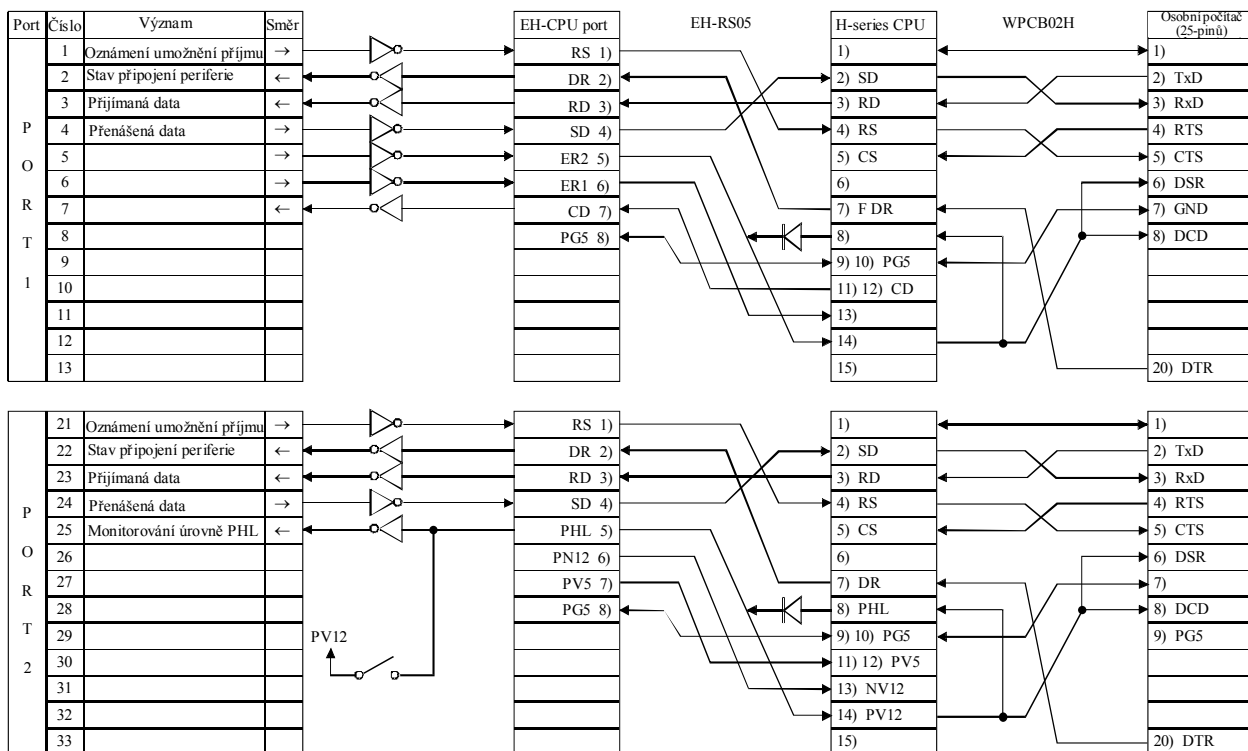 Port Číslo Význam Směr EH-CPU port EH-RS05 H-series CPU WPCB02H Osobní počítač
(25-pinů)
1 Oznámení umožnění příjmu → RS 1) 1) 1)
2 Stav připojení periferie ← DR 2) 2) SD 2) TxD
3 Přijímaná data ← RD 3) 3) RD 3) RxD
P 4 Přenášená data → SD 4) 4) RS 4) RTS
O 5 → ER2 5) 5) CS 5) CTS
6 → ER1 6) 6) 6) DSR
R 7 ← CD 7) 7) F DR 7) GND
T 8 PG5 8) 8) 8) DCD
9 9) 10) PG5
1 10 11) 12) CD
11 13)
12 14)
13 15) 20) DTR
21 Oznámení umožnění příjmu → RS 1) 1) 1)
22 Stav připojení periferie ← DR 2) 2) SD 2) TxD
23 Přijímaná data ← RD 3) 3) RD 3) RxD
P 24 Přenášená data → SD 4) 4) RS 4) RTS
O 25 Monitorování úrovně PHL ← PHL 5) 5) CS 5) CTS
26 PN12 6) 6) 6) DSR
R 27 PV5 7) 7) DR 7)
T 28 PG5 8) 8) PHL 8) DCD
29 PV12 9) 10) PG5 9) PG5
2 30 11) 12) PV5
31 13) NV12
32 14) PV12
33 15) 20) DTR